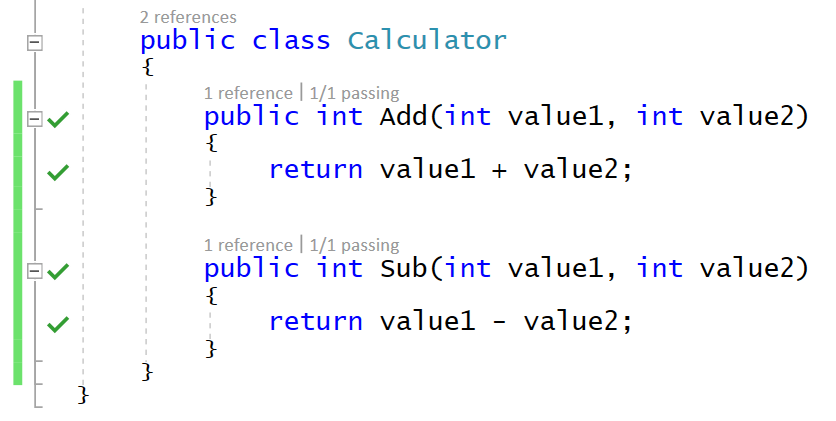 2 references
public class Calculator
{
1 reference | 1/1 passing
public int Add(int value1, int value2)
{
return value1 + value2;
}
1 reference | 1/1 passing
public int Sub(int value1, int value2)
{
return value1 - value2;
}
}
}